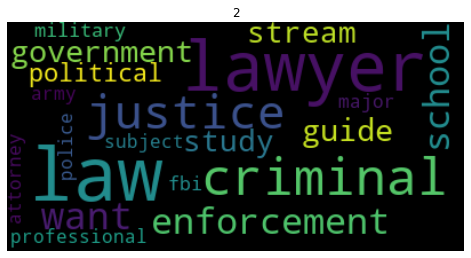 2
military
stream
government
lawyer
political
school
army
justice
major
guide
police
subject
study
law
criminal
fbi
attorney
want
enforcement
professional